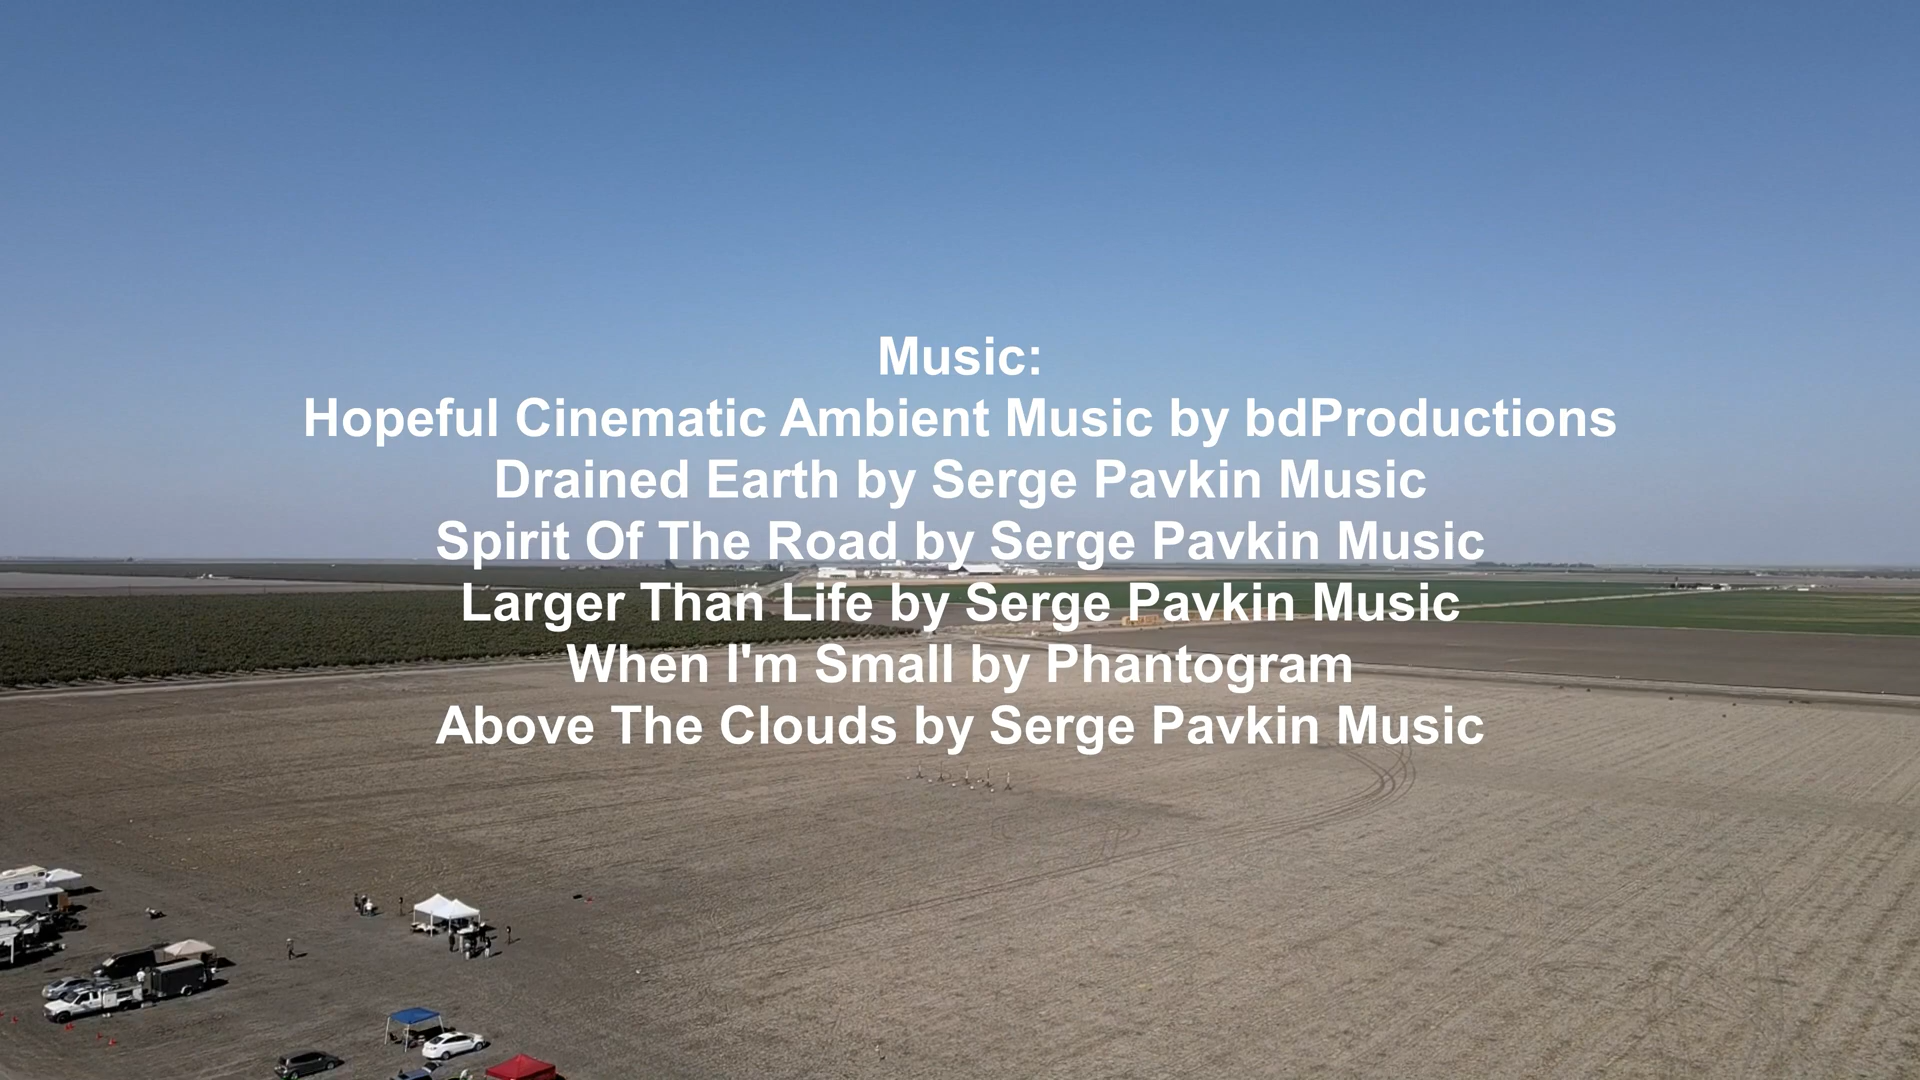 Music:
Hopeful Cinematic Ambient Music by bdProductions
Drained Earth by Serge Pavkin Music
Spirit Of The Road by Serge Pavkin Music
Larger Than Life by Serge Pavkin Music
When I'm Small by Phantogram
Above The Clouds by Serge Pavkin Music